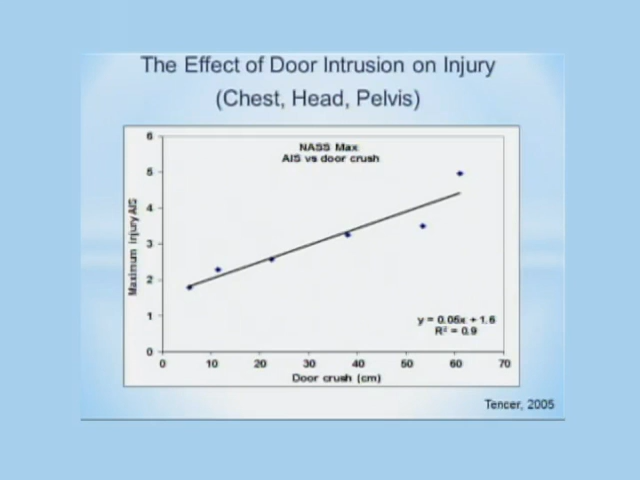 The Effect of Door Intrusion on Injury
(Chest, Head, Pelvis)
NASS Max
AIS vs door crush
6
5
4
3
2
1
0
Maximum Injury AIS
y = 0.05x + 1.6
R² = 0.9
0 10 20 30 40 50 60 70
Door crush (cm)
Tencer, 2005